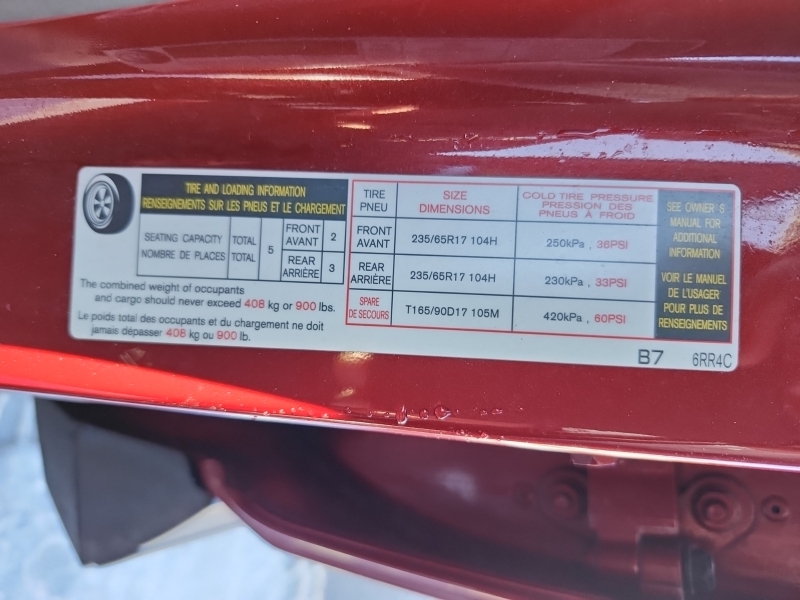 TIRE AND LOADING INFORMATION
RENSEIGNEMENTS SUR LES PNEUS ET LE CHARGEMENT
SEATING CAPACITY TOTAL 5 FRONT AVANT 2
NOMBRE DE PLACES TOTAL REAR ARRIÈRE 3
The combined weight of occupants
and cargo should never exceed 408 kg or 900 lbs.
Le poids total des occupants et du chargement ne doit
jamais dépasser 408 kg ou 900 lb.
TIRE PNEU SIZE DIMENSIONS COLD TIRE PRESSURE PRESSION DES PNEUS À FROID
FRONT AVANT 235/65R17 104H 250kPa , 36PSI
REAR ARRIÈRE 235/65R17 104H 230kPa , 33PSI
SPARE DE SECOURS T165/90D17 105M 420kPa , 60PSI
SEE OWNER'S
MANUAL FOR
ADDITIONAL
INFORMATION
VOIR LE MANUEL
DE L'USAGER
POUR PLUS DE
RENSEIGNEMENTS
B7 6RR4C